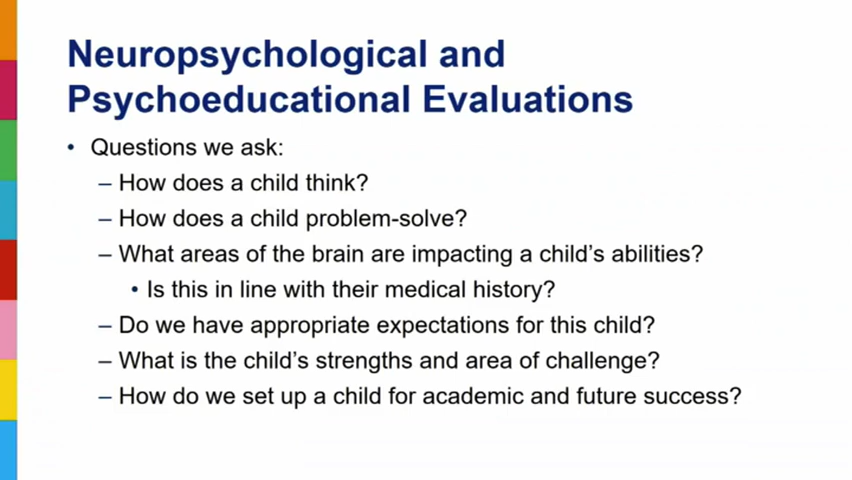 Neuropsychological and
Psychoeducational Evaluations
• Questions we ask:
– How does a child think?
– How does a child problem-solve?
– What areas of the brain are impacting a child’s abilities?
• Is this in line with their medical history?
– Do we have appropriate expectations for this child?
– What is the child’s strengths and area of challenge?
– How do we set up a child for academic and future success?